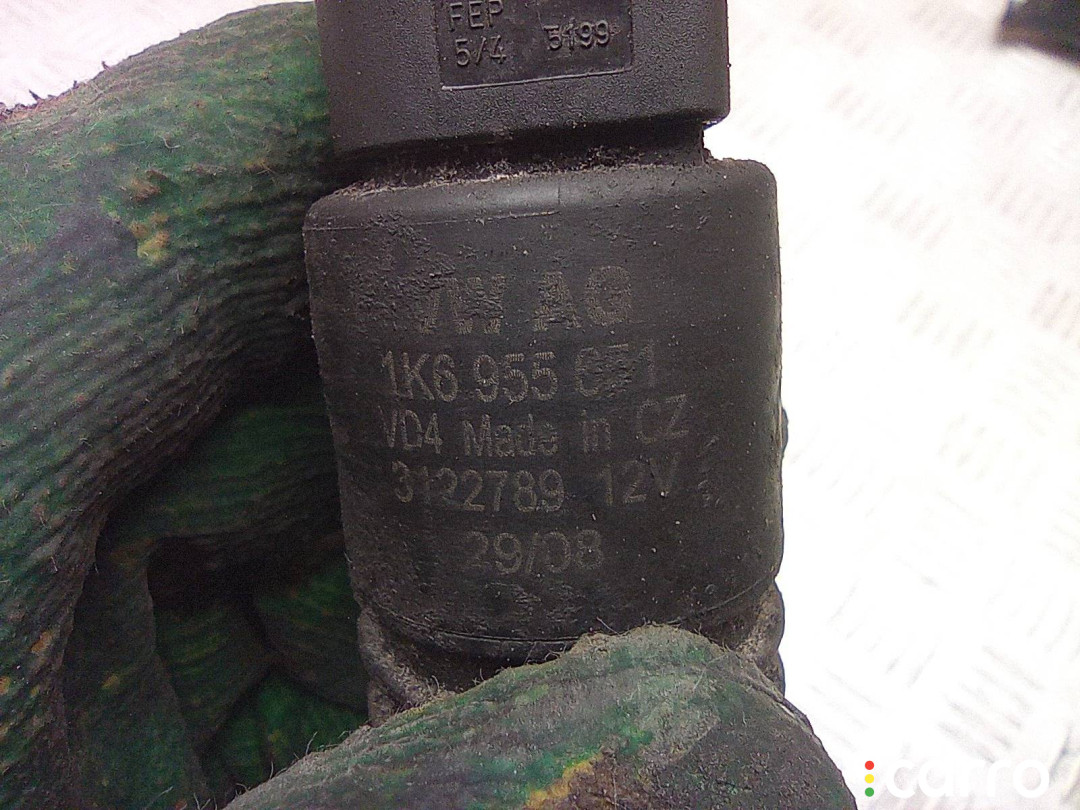 FEP
5/4 5199
VW AG
1K6 955 651
VD4 Made in CZ
3122789 12V
29/08
carro